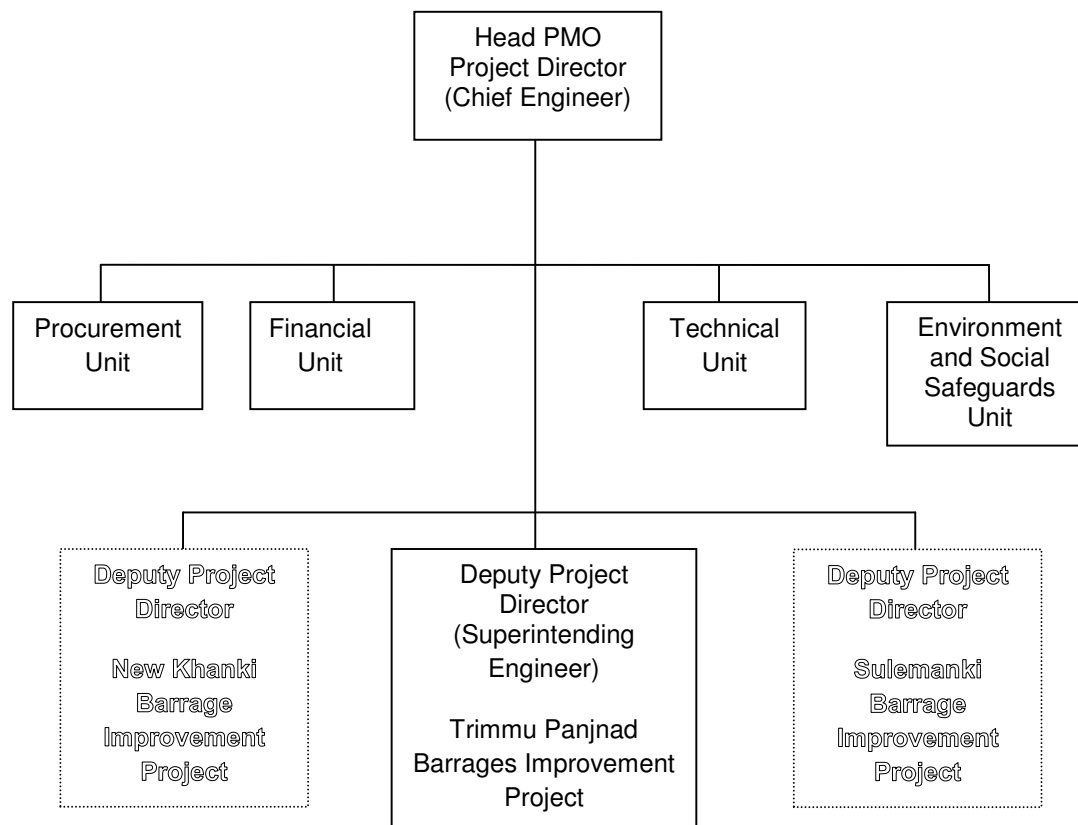 Head PMO
Project Director
(Chief Engineer)
Procurement
Unit
Financial
Unit
Technical
Unit
Environment
and Social
Safeguards
Unit
Deputy Project
Director
New Khanki
Barrage
Improvement
Project
Deputy Project
Director
(Superintending
Engineer)
Trimmu Panjnad
Barrages Improvement
Project
Deputy Project
Director
Sulemanki
Barrage
Improvement
Project